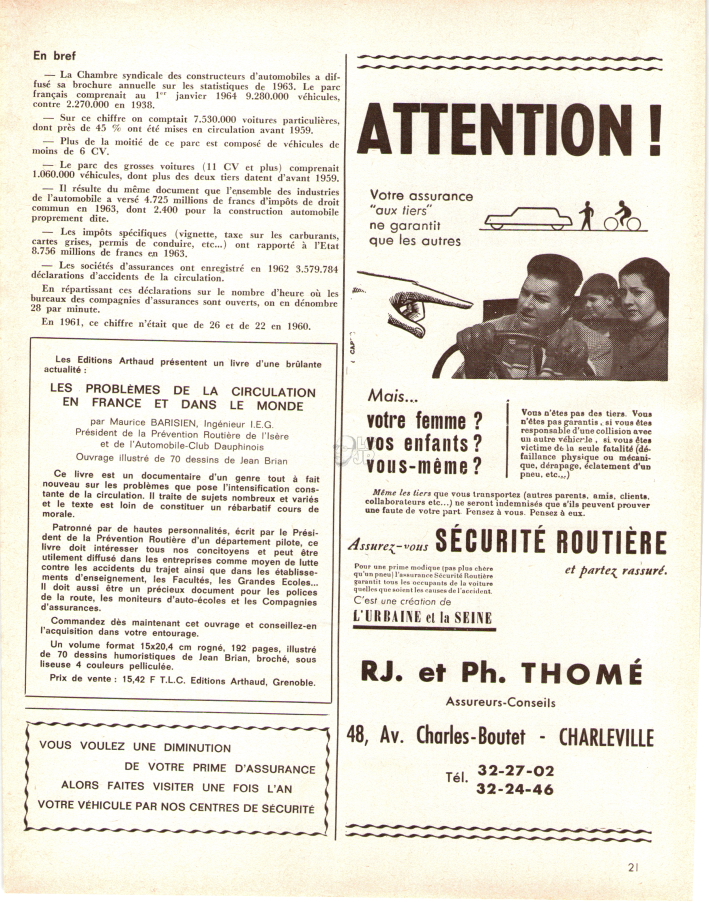 En bref
— La Chambre syndicale des constructeurs d'automobiles a dif-
fusé sa brochure annuelle sur les statistiques de 1963. Le parc
français comprenait au 1er janvier 1964 9.280.000 véhicules,
contre 2.270.000 en 1938.
— Sur ce chiffre on comptait 7.530.000 voitures particulières,
dont près de 45 % ont été mises en circulation avant 1959.
— Plus de la moitié de ce parc est composé de véhicules de
moins de 6 CV.
— Le parc des grosses voitures (11 CV et plus) comprenait
1.060.000 véhicules, dont plus des deux tiers datent d'avant 1959.
— Il résulte du même document que l'ensemble des industries
de l'automobile a versé 4.725 millions de francs d'impôts de droit
commun en 1963, dont 2.400 pour la construction automobile
proprement dite.
— Les impôts spécifiques (vignette, taxe sur les carburants,
cartes grises, permis de conduire, etc...) ont rapporté à l'Etat
8.756 millions de francs en 1963.
— Les sociétés d'assurances ont enregistré en 1962 3.579.784
déclarations d'accidents de la circulation.
En répartissant ces déclarations sur le nombre d'heure où les
bureaux des compagnies d'assurances sont ouverts, on en dénombre
28 par minute.
En 1961, ce chiffre n'était que de 26 et de 22 en 1960.
Les Editions Arthaud présentent un livre d'une brûlante
actualité :
LES PROBLÈMES DE LA CIRCULATION
EN FRANCE ET DANS LE MONDE
par Maurice BARISIEN, Ingénieur I.E.G.
Président de la Prévention Routière de l'Isère
et de l'Automobile-Club Dauphinois
Ouvrage illustré de 70 dessins de Jean Brian
Ce livre est un documentaire d'un genre tout à fait
nouveau sur les problèmes que pose l'intensification cons-
tante de la circulation. Il traite de sujets nombreux et variés
et le texte est loin de constituer un rébarbatif cours de
morale.
Patronné par de hautes personnalités, écrit par le Prési-
dent de la Prévention Routière d'un département pilote, ce
livre doit intéresser tous nos concitoyens et peut être
utilement diffusé dans les entreprises comme moyen de lutte
contre les accidents du trajet ainsi que dans les établisse-
ments d'enseignement, les Facultés, les Grandes Ecoles...
Il doit aussi être un précieux document pour les polices
de la route, les moniteurs d'auto-écoles et les Compagnies
d'assurances.
Commandez dès maintenant cet ouvrage et conseillez-en
l'acquisition dans votre entourage.
Un volume format 15x20,4 cm rogné, 192 pages, illustré
de 70 dessins humoristiques de Jean Brian, broché, sous
liseuse 4 couleurs pelliculée.
Prix de vente : 15,42 F T.L.C. Editions Arthaud, Grenoble.
VOUS VOULEZ UNE DIMINUTION
DE VOTRE PRIME D'ASSURANCE
ALORS FAITES VISITER UNE FOIS L'AN
VOTRE VÉHICULE PAR NOS CENTRES DE SÉCURITÉ
ATTENTION !
Votre assurance
"aux tiers"
ne garantit
que les autres
Mais...
votre femme ?
vos enfants ?
vous-même ?
Vous n'êtes pas des tiers. Vous
n'êtes pas garantis, si vous êtes
responsable d'une collision avec
un autre véhicule, si vous êtes
victime de la seule fatalité (dé-
faillance physique ou mécani-
que, dérapage, éclatement d'un
pneu, etc...)
Même les tiers que vous transportez (autres parents, amis, clients,
collaborateurs etc...) ne seront indemnisés que s'ils peuvent prouver
une faute de votre part. Pensez à vous. Pensez à eux.
Assurez-vous SÉCURITÉ ROUTIÈRE
et partez rassuré.
Pour une prime modique (pas plus chère
qu'un pneu) l'assurance Sécurité Routière
garantit tous les occupants de la voiture
quelles que soient les causes de l'accident.
C'est une création de
L'URBAINE et la SEINE
RJ. et Ph. THOMÉ
Assureurs-Conseils
48, Av. Charles-Boutet - CHARLEVILLE
Tél. 32-27-02
32-24-46
21